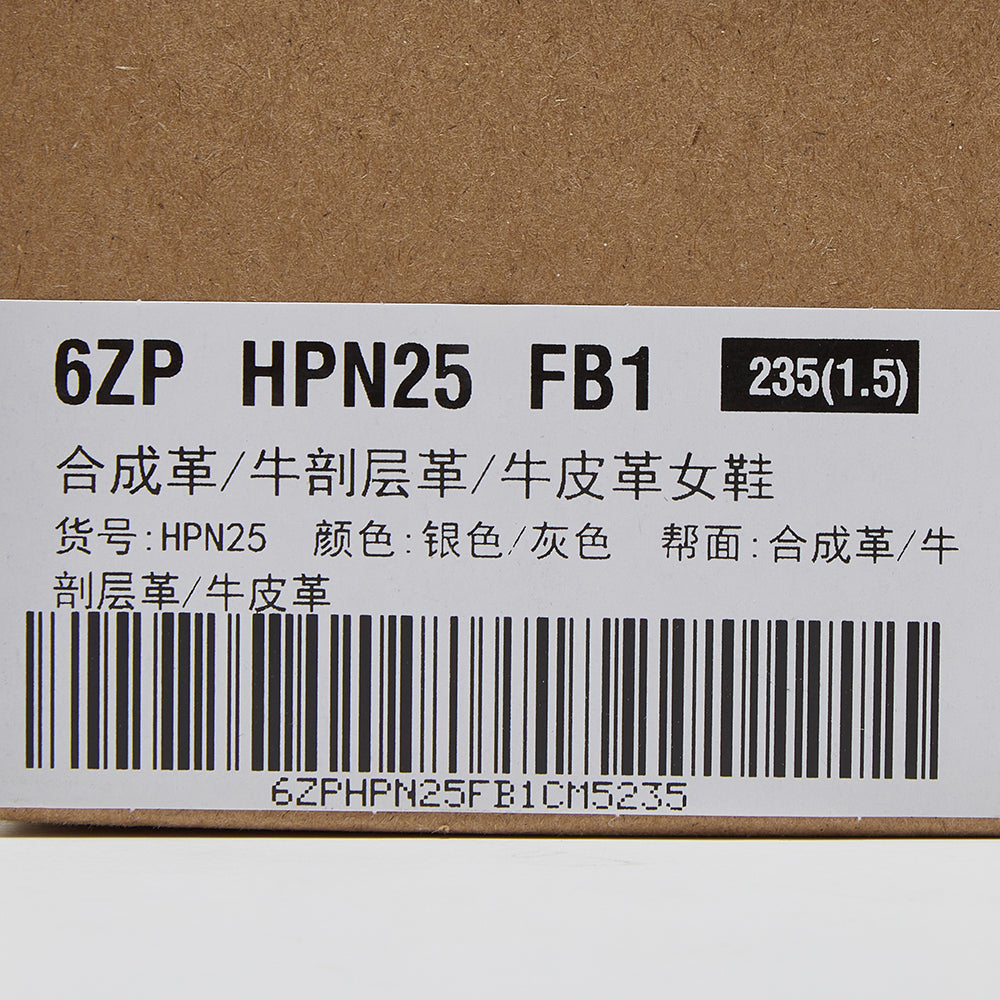 6ZP HPN25 FB1 235(1.5)
合成革/牛剖层革/牛皮革女鞋
货号:HPN25 颜色:银色/灰色 帮面:合成革/牛
剖层革/牛皮革
6ZPHPN25FB1CM5235